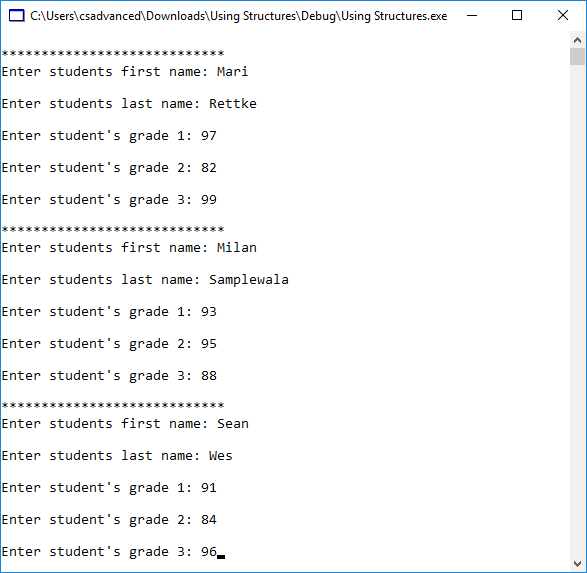 C:\Users\csadvanced\Downloads\Using Structures\Debug\Using Structures.exe
****************************
Enter students first name: Mari
Enter students last name: Rettke
Enter student's grade 1: 97
Enter student's grade 2: 82
Enter student's grade 3: 99
****************************
Enter students first name: Milan
Enter students last name: Samplewala
Enter student's grade 1: 93
Enter student's grade 2: 95
Enter student's grade 3: 88
****************************
Enter students first name: Sean
Enter students last name: Wes
Enter student's grade 1: 91
Enter student's grade 2: 84
Enter student's grade 3: 96